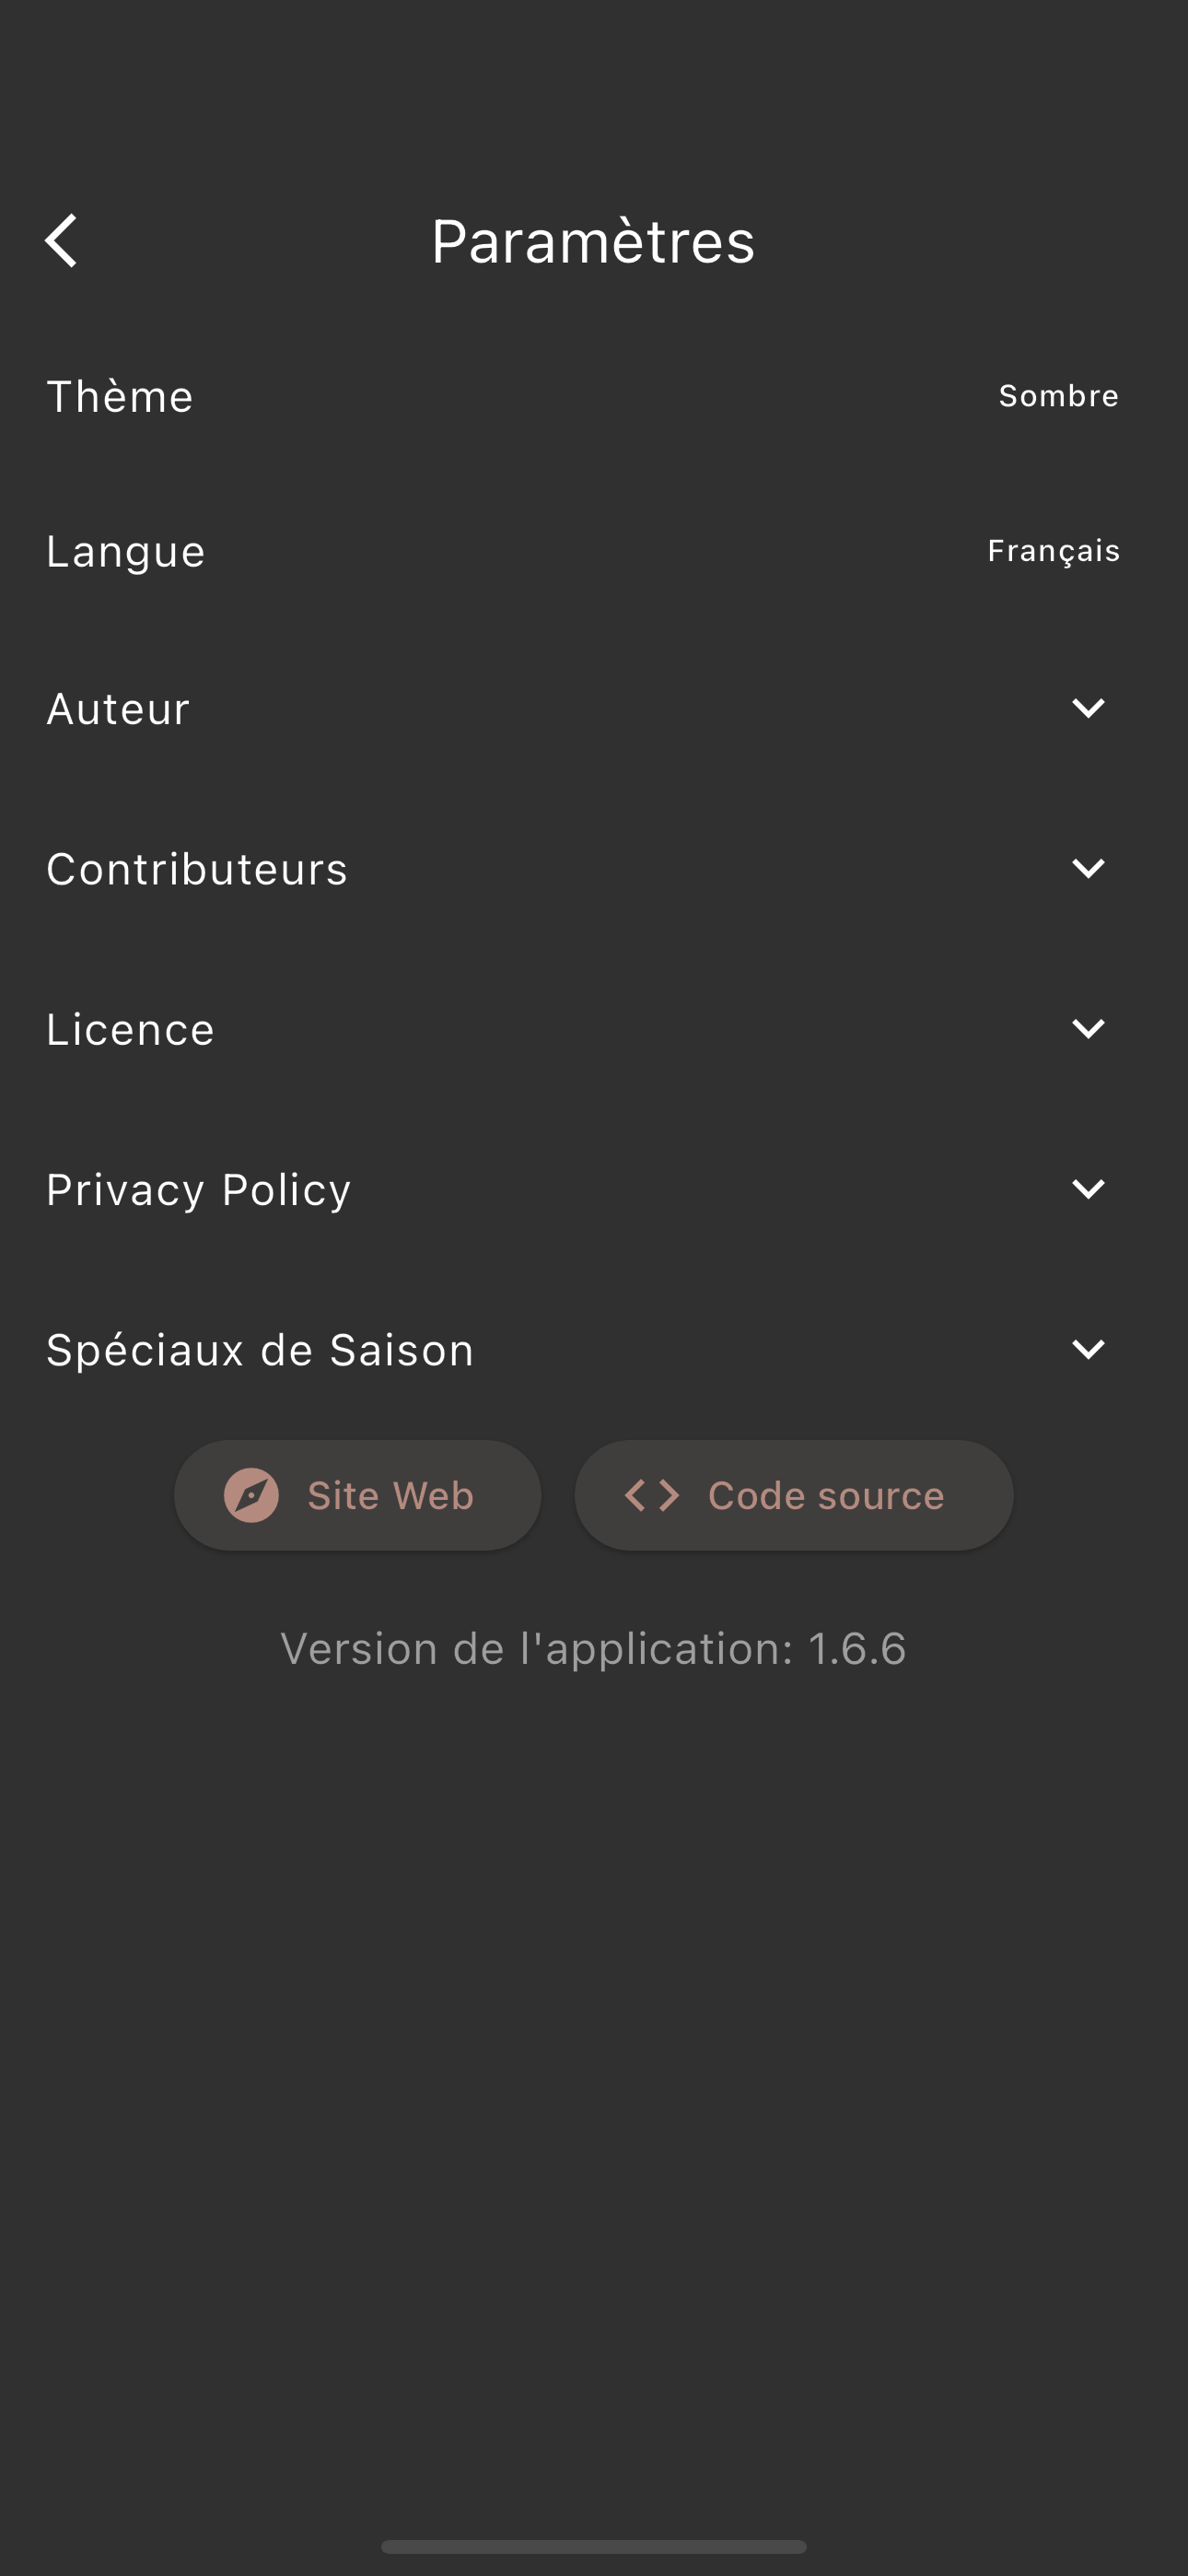 Paramètres
Thème
Sombre
Langue
Français
Auteur
Contributeurs
Licence
Privacy Policy
Spéciaux de Saison
Site Web
Code source
Version de l'application: 1.6.6